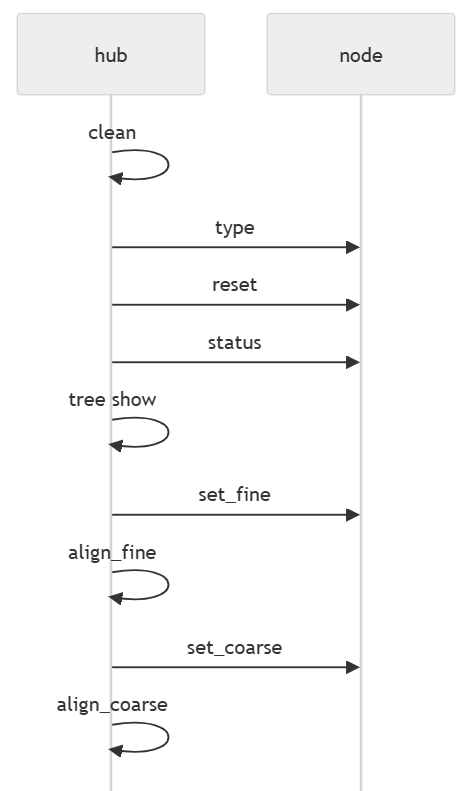 hub
node
clean
type
reset
status
tree show
set_fine
align_fine
set_coarse
align_coarse